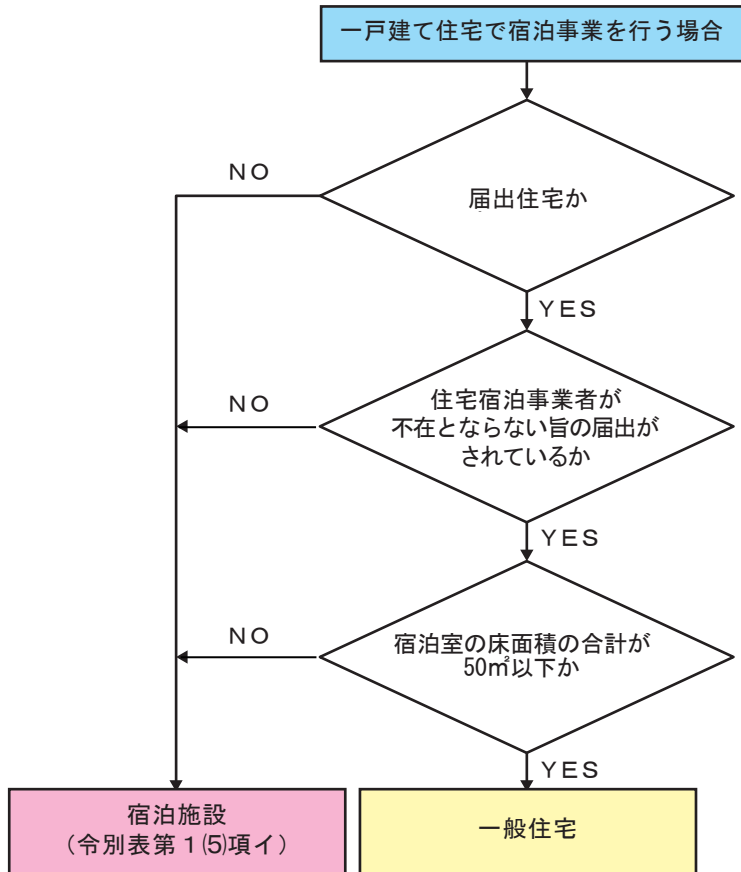 一戸建て住宅で宿泊事業を行う場合
NO
届出住宅か
YES
NO
住宅宿泊事業者が
不在とならない旨の届出が
されているか
YES
NO
宿泊室の床面積の合計が
50㎡以下か
YES
宿泊施設
（令別表第1⑸項イ）
一般住宅